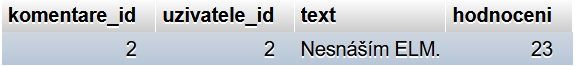 komentare_id uzivatele_id text hodnoceni
2 2 Nesnáším ELM. 23